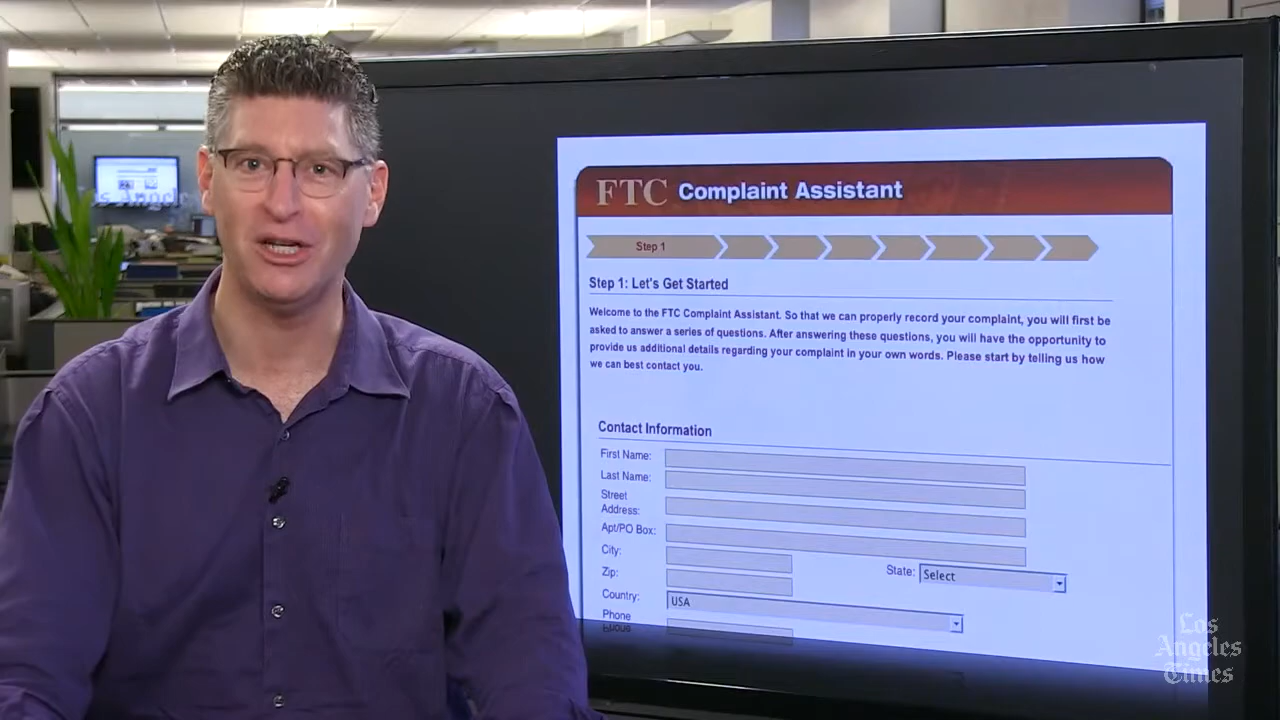 FTC Complaint Assistant
Step 1
Step 1: Let's Get Started
Welcome to the FTC Complaint Assistant. So that we can properly record your complaint, you will first be
asked to answer a series of questions. After answering these questions, you will have the opportunity to
provide us additional details regarding your complaint in your own words. Please start by telling us how
we can best contact you.
Contact Information
First Name:
Last Name:
Street
Address:
Apt/PO Box:
City:
State: Select
Zip:
Country: USA
Phone
Los
Angeles
Times